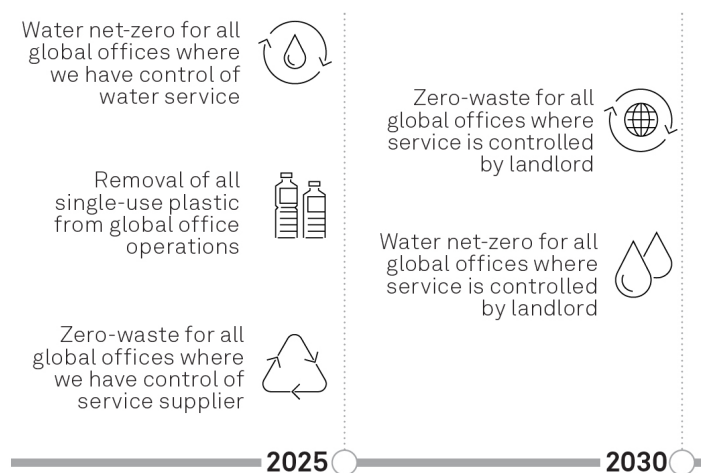 Water net-zero for all
global offices where
we have control of
water service
Removal of all
single-use plastic
from global office
operations
Zero-waste for all
global offices where
we have control of
service supplier
2025
Zero-waste for all
global offices where
service is controlled
by landlord
Water net-zero for all
global offices where
service is controlled
by landlord
2030